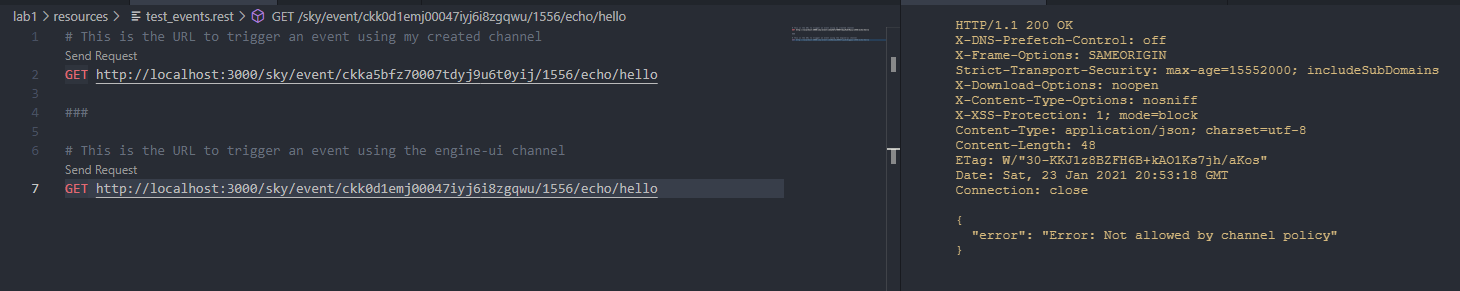 lab1 > resources > test_events.rest > GET /sky/event/ckk0d1emj00047iyj6i8zgqwu/1556/echo/hello
1 # This is the URL to trigger an event using my created channel
Send Request
2 GET http://localhost:3000/sky/event/ckka5bfz70007tdyj9u6t0yij/1556/echo/hello
3
4 ###
5
6 # This is the URL to trigger an event using the engine-ui channel
Send Request
7 GET http://localhost:3000/sky/event/ckk0d1emj00047iyj6i8zgqwu/1556/echo/hello
HTTP/1.1 200 OK
X-DNS-Prefetch-Control: off
X-Frame-Options: SAMEORIGIN
Strict-Transport-Security: max-age=15552000; includeSubDomains
X-Download-Options: noopen
X-Content-Type-Options: nosniff
X-XSS-Protection: 1; mode=block
Content-Type: application/json; charset=utf-8
Content-Length: 48
ETag: W/"30-KKJ1z8BZFH6B+kAO1Ks7jh/aKos"
Date: Sat, 23 Jan 2021 20:53:18 GMT
Connection: close
{
"error": "Error: Not allowed by channel policy"
}